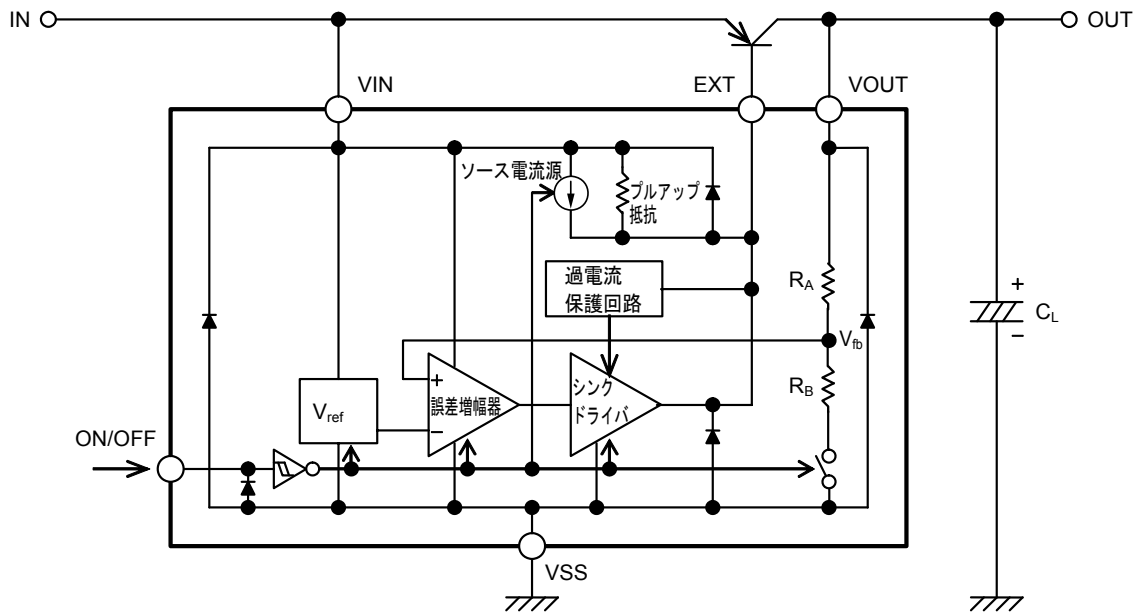 IN
OUT
VIN
EXT
VOUT
ソース電流源
プルアップ
抵抗
過電流
保護回路
RA
+
CL
−
Vfb
+
誤差増幅器
−
シンク
ドライバ
RB
Vref
ON/OFF
VSS